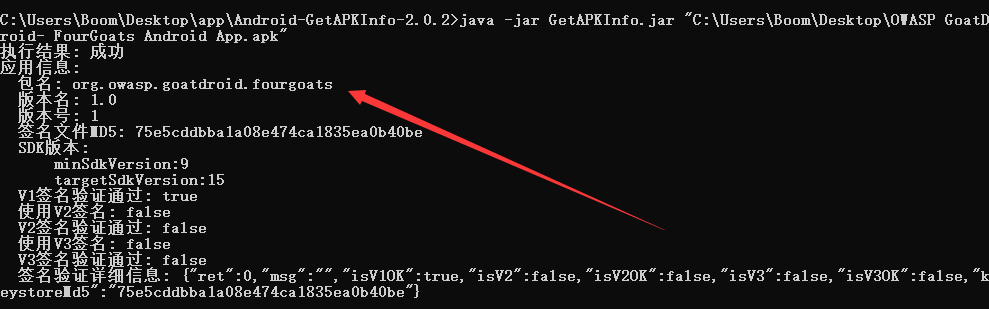 C:\Users\Boom\Desktop\app\Android-GetAPKInfo-2.0.2>java -jar GetAPKInfo.jar "C:\Users\Boom\Desktop\OWASP GoatD
roid- FourGoats Android App.apk"
执行结果: 成功
应用信息:
  包名: org.owasp.goatdroid.fourgoats
  版本名: 1.0
  版本号: 1
  签名文件MD5: 75e5cddbba1a08e474ca1835ea0b40be
  SDK版本:
      minSdkVersion:9
      targetSdkVersion:15
  V1签名验证通过: true
  使用V2签名: false
  V2签名验证通过: false
  使用V3签名: false
  V3签名验证通过: false
  签名验证详细信息: {"ret":0,"msg":"","isV1OK":true,"isV2":false,"isV2OK":false,"isV3":false,"isV3OK":false,"k
eystoreMd5":"75e5cddbba1a08e474ca1835ea0b40be"}